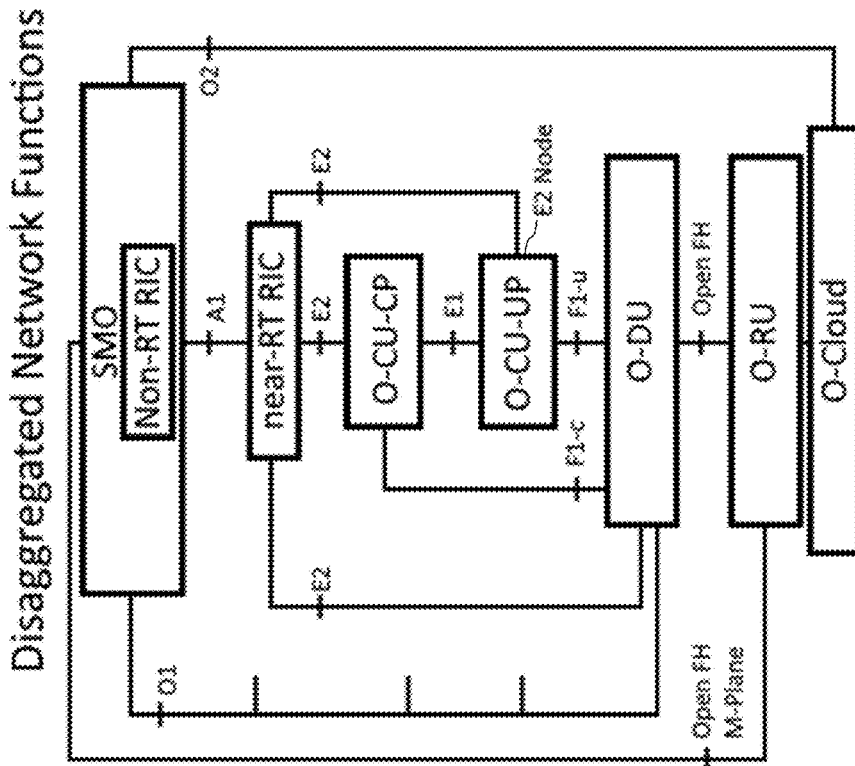 Disaggregated Network Functions
SMO
Non-RT RIC
O2
A1
O1
near-RT RIC
E2
E2
E2
O-CU-CP
E1
O-CU-UP
E2 Node
F1-u
F1-c
O-DU
Open FH
O-RU
Open FH
M-Plane
O-Cloud